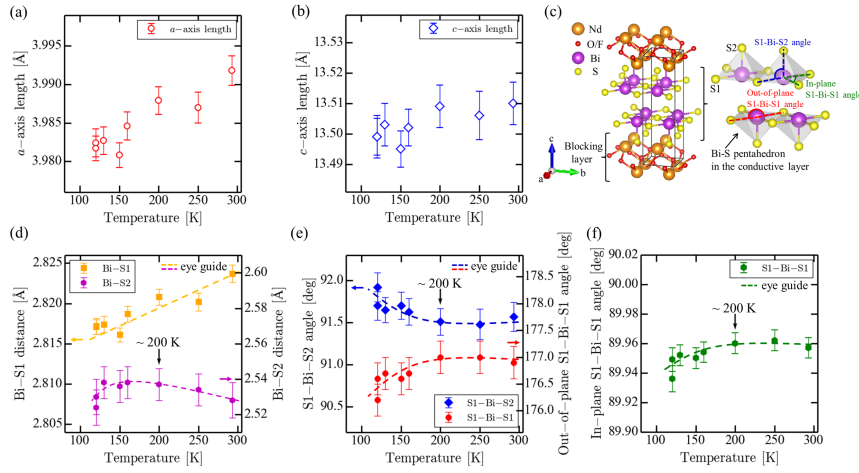 (a)
a−axis length
a−axis length [Å]
3.995
3.990
3.985
3.980
50 100 150 200 250 300
Temperature [K]
(b)
c−axis length
c−axis length [Å]
13.53
13.52
13.51
13.50
13.49
50 100 150 200 250 300
Temperature [K]
(c)
Nd
O/F
Bi
S
Blocking
layer
c
a
b
S1-Bi-S2
angle
S2
S1
In-plane
S1-Bi-S1 angle
Out-of-plane
S1-Bi-S1 angle
Bi-S pentahedron
in the conductive layer
(d)
Bi−S1
Bi−S2
eye guide
~200 K
Bi−S1 distance [Å]
2.825
2.820
2.815
2.810
2.805
Bi−S2 distance [Å]
2.60
2.58
2.56
2.54
2.52
50 100 150 200 250 300
Temperature [K]
(e)
eye guide
~ 200 K
S1−Bi−S2
S1−Bi−S1
S1−Bi−S2 angle [deg]
92.0
91.5
91.0
90.5
Out−of−plane S1−Bi−S1 angle [deg]
178.5
178.0
177.5
177.0
176.5
176.0
50 100 150 200 250 300
Temperature [K]
(f)
S1−Bi−S1
eye guide
~ 200 K
In−plane S1−Bi−S1 angle [deg]
90.02
90.00
89.98
89.96
89.94
89.92
89.90
50 100 150 200 250 300
Temperature [K]